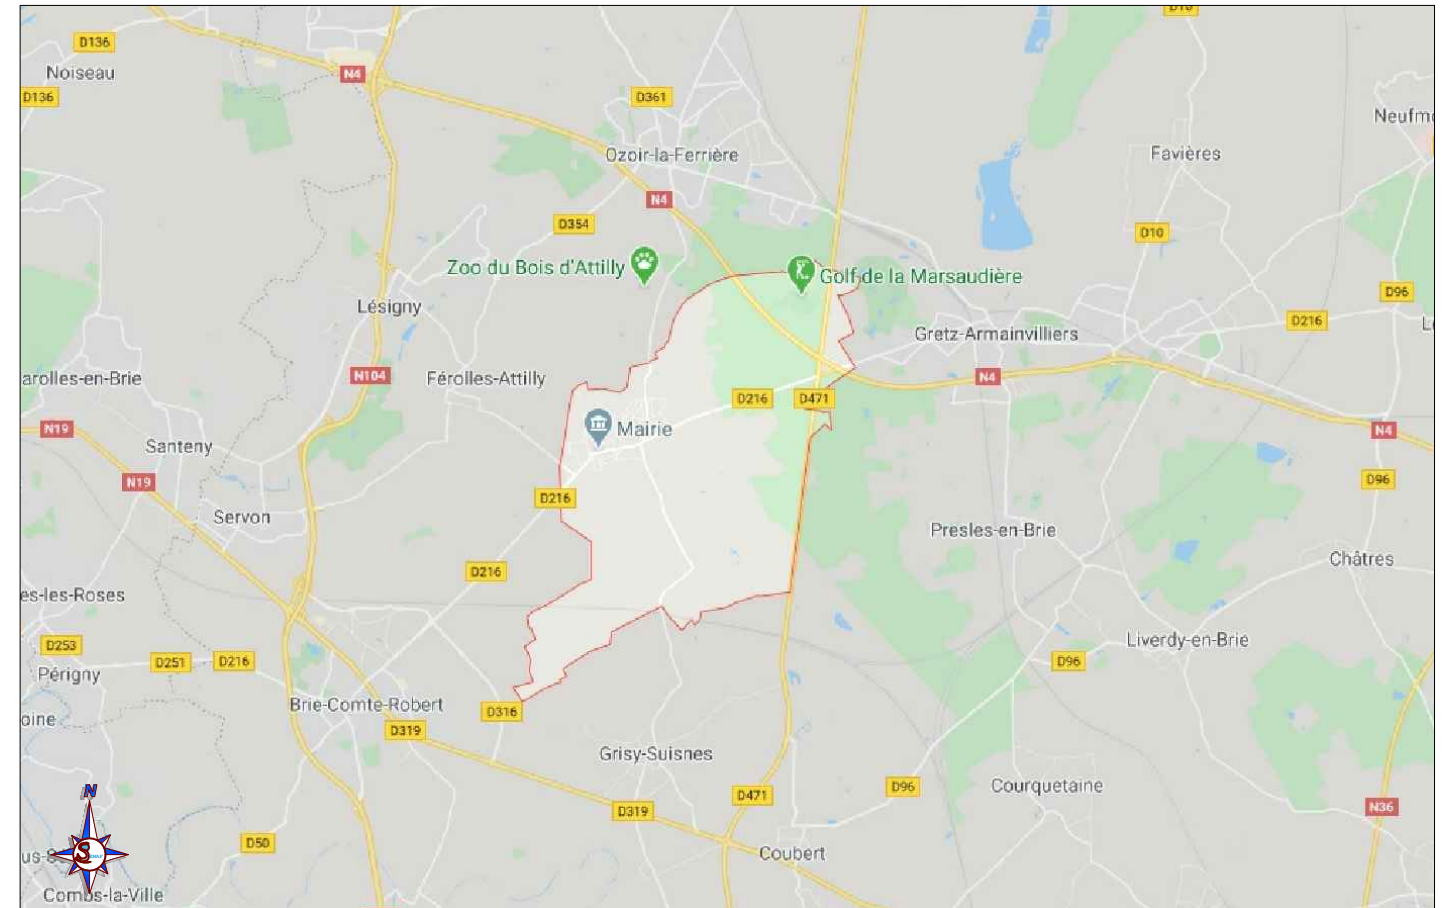 D10
D136
Noiseau
N4
D136
D361
Neufm
Ozoir-la-Ferrière
Favières
N4
D354
D10
Zoo du Bois d'Attilly
Golf de la Marsaudière
D96
Lésigny
D216
Gretz-Armainvilliers
arolles-en-Brie
N104
Férolles-Attilly
N4
D216
D471
N19
Mairie
N4
Santeny
N19
D96
D216
Servon
Presles-en-Brie
Châtres
D216
es-les-Roses
D253
Liverdy-en-Brie
D251
D216
D96
Périgny
Brie-Comte-Robert
D316
oine
D319
Grisy-Suisnes
Courquetaine
D96
N
D471
N36
D319
D50
Coubert
us-S
S
Combs-la-Ville